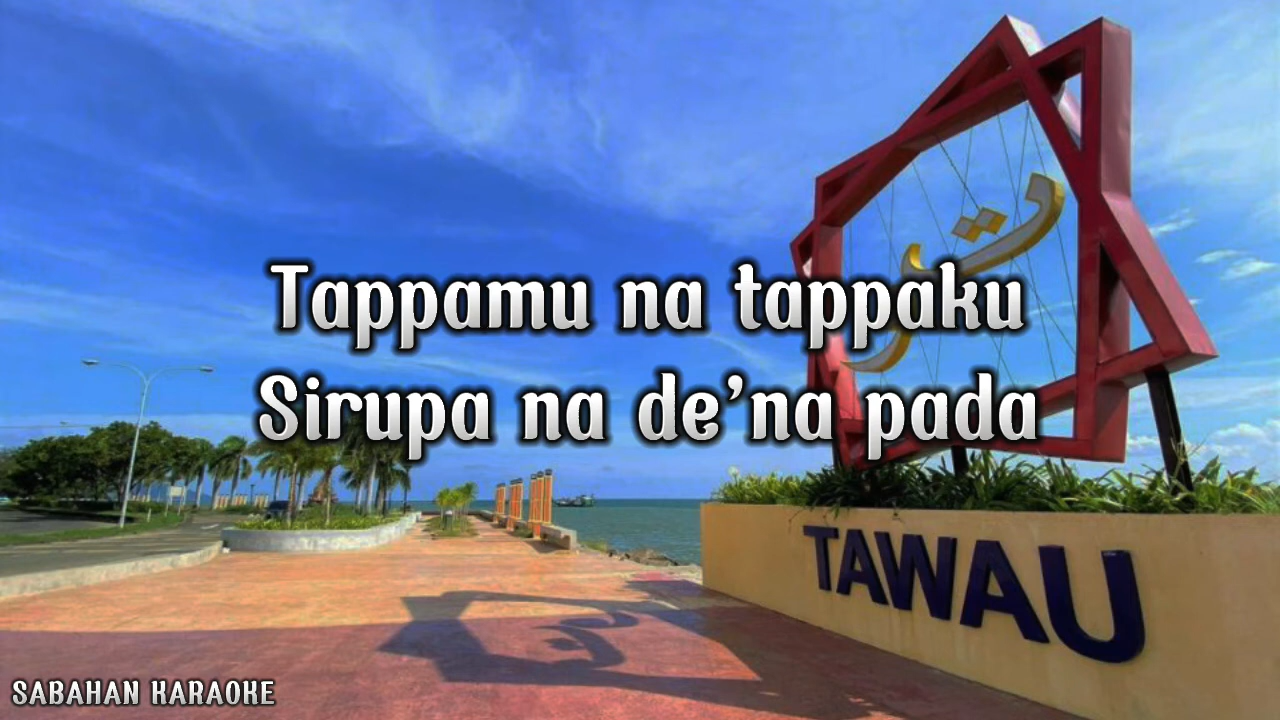 Tappamu na tappaku
Sirupa na de'na pada
ت
TAWAU
SABAHAN KARAOKE